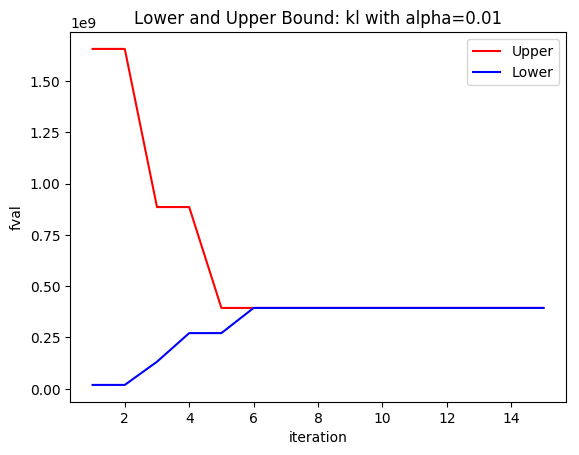 Lower and Upper Bound: kl with alpha=0.01
1e9
Upper
Lower
1.50
1.25
1.00
0.75
0.50
0.25
0.00
fval
2 4 6 8 10 12 14
iteration